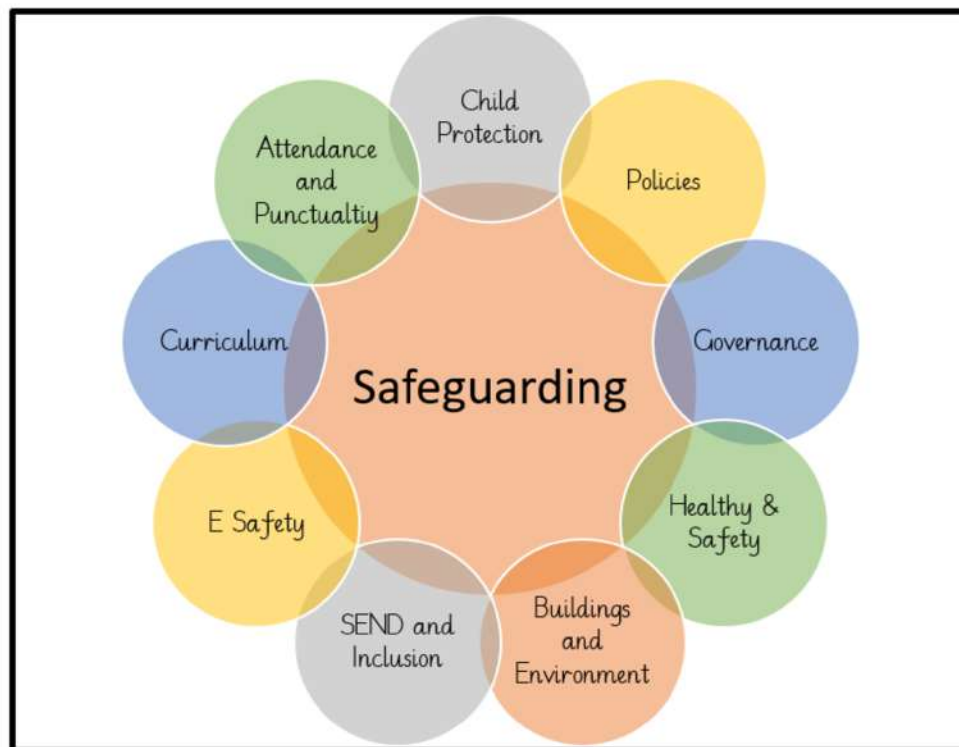 Child
Protection
Policies
Governance
Healthy &
Safety
Buildings
and
Environment
SEND and
Inclusion
E Safety
Curriculum
Attendance
and
Punctualtiy
Safeguarding